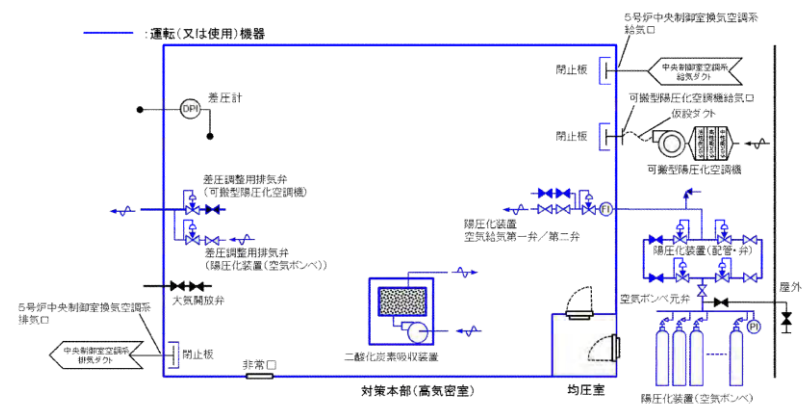 :運転(又は使用)機器
5号炉中央制御室換気空調系
給気口
閉止板
中央制御室空調系
給気ダクト
可搬型陽圧化空調機給気口
仮設ダクト
閉止板
可搬型陽圧化空調機
差圧計
DPI
差圧調整用排気弁
(可搬型陽圧化空調機)
差圧調整用排気弁
(陽圧化装置(空気ボンベ))
陽圧化装置
空気給気第一弁/第二弁
FI
陽圧化装置(配管・弁)
大気開放弁
空気ボンベ元弁
屋外
5号炉中央制御室換気空調系
排気口
中央制御室空調系
排気ダクト
閉止板
二酸化炭素吸収装置
PI
非常口
対策本部(高気密室)
均圧室
陽圧化装置(空気ボンベ)